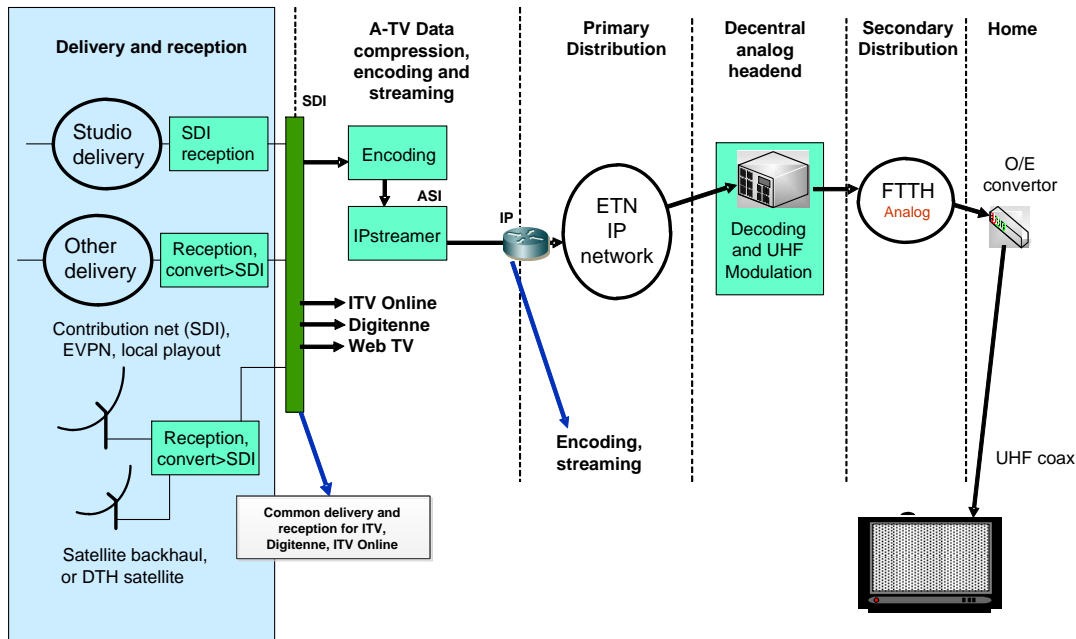 Delivery and reception
A-TV Data
compression,
encoding and
streaming
Primary
Distribution
Decentral
analog
headend
Secondary
Distribution
Home
SDI
Studio
delivery
SDI
reception
Encoding
ASI
IPstreamer
IP
ETN
IP
network
Decoding
and UHF
Modulation
FTTH
Analog
O/E
convertor
Other
delivery
Reception,
convert>SDI
ITV Online
Digitenne
Web TV
Contribution net (SDI),
EVPN, local playout
Reception,
convert>SDI
Encoding,
streaming
UHF coax
Common delivery and
reception for ITV,
Digitenne, ITV Online
Satellite backhaul,
or DTH satellite